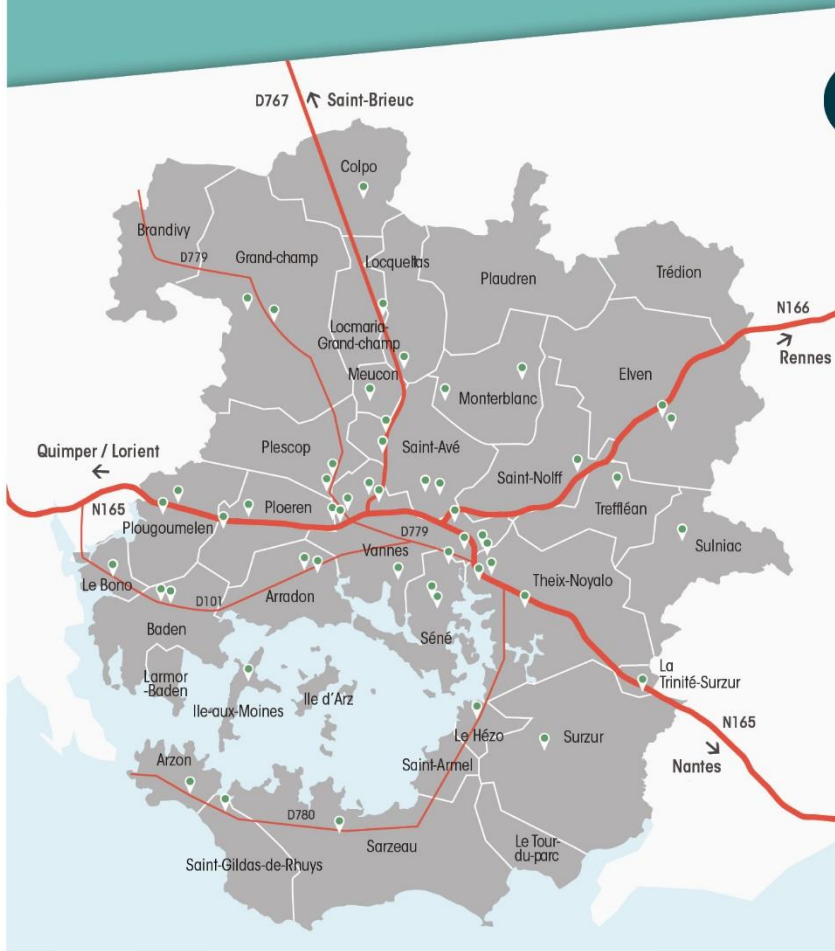 D767
Saint-Brieuc
Colpo
Brandivy
D779
Grand-champ
Locqueltas
Plaudren
Trédion
N166
Rennes
Locmaria-
Grand-champ
Meucon
Monterblanc
Elven
Quimper / Lorient
Plescop
Saint-Avé
Saint-Nolff
N165
Plougoumelen
Ploeren
D779
Vannes
Treffléan
Sulniac
Le Bono
D101
Arradon
Theix-Noyalo
Baden
Séné
Larmor
-Baden
Ile-aux-Moines
Ile d'Arz
La
Trinité-Surzur
N165
Nantes
Le Hézo
Surzur
Arzon
Saint-Armel
D780
Sarzeau
Saint-Gildas-de-Rhuys
Le Tour-
du-parc